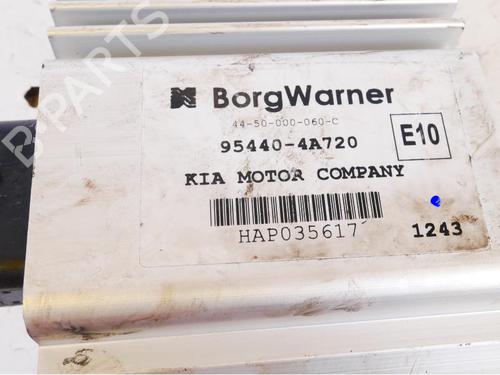 BorgWarner
44-50-000-060-C
95440-4A720
E10
KIA MOTOR COMPANY
HAP035617
1243
B-PARTS